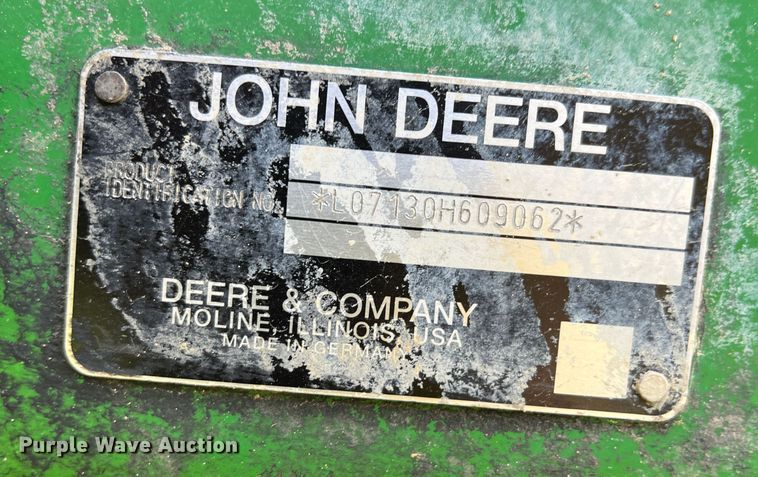 JOHN DEERE
PRODUCT
IDENTIFICATION NO.
*L07130H609062*
DEERE & COMPANY
MOLINE, ILLINOIS, USA
MADE IN GERMANY
Purple Wave Auction